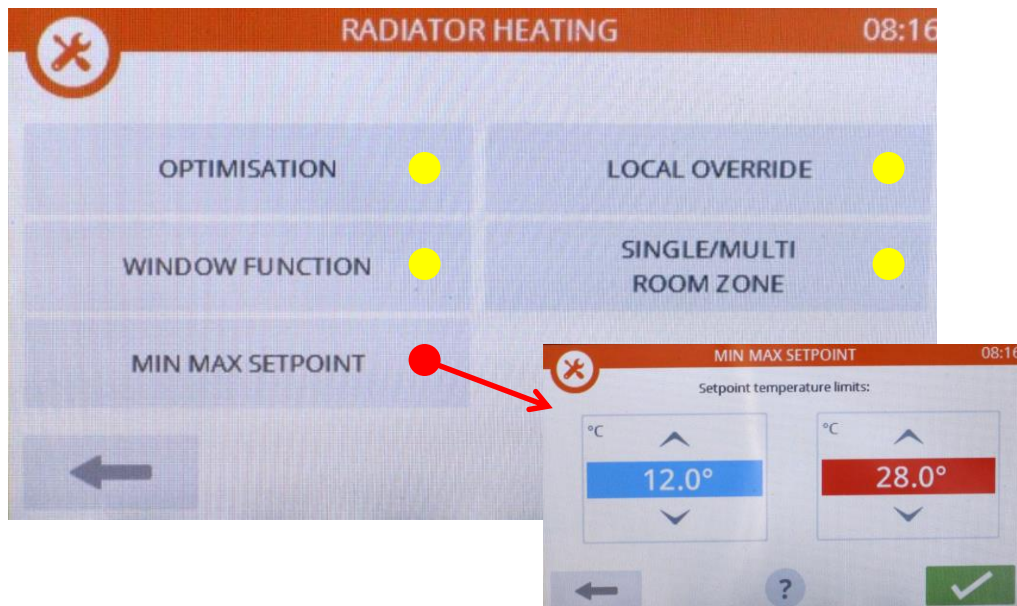 RADIATOR HEATING
08:16
OPTIMISATION
LOCAL OVERRIDE
WINDOW FUNCTION
SINGLE/MULTI
ROOM ZONE
MIN MAX SETPOINT
MIN MAX SETPOINT
08:16
Setpoint temperature limits:
°C
°C
12.0°
28.0°
?